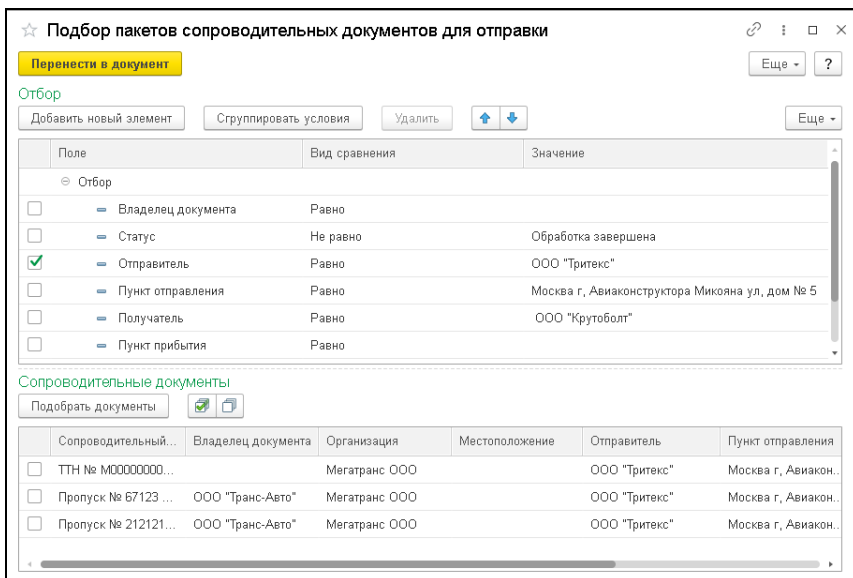 Подбор пакетов сопроводительных документов для отправки
Перенести в документ Еще ?
Отбор
Добавить новый элемент Сгруппировать условия Удалить Еще
Поле Вид сравнения Значение
Отбор
Владелец документа Равно
Статус Не равно Обработка завершена
Отправитель Равно ООО "Тритекс"
Пункт отправления Равно Москва г, Авиаконструктора Микояна ул, дом № 5
Получатель Равно ООО "Крутоболт"
Пункт прибытия Равно
Сопроводительные документы
Подобрать документы
Сопроводительный... Владелец документа Организация Местоположение Отправитель Пункт отправления
ТТН № М00000000... Мегатранс ООО ООО "Тритекс" Москва г, Авиакон..
Пропуск № 67123 ... ООО "Транс-Авто" Мегатранс ООО ООО "Тритекс" Москва г, Авиакон..
Пропуск № 212121... ООО "Транс-Авто" Мегатранс ООО ООО "Тритекс" Москва г, Авиакон..